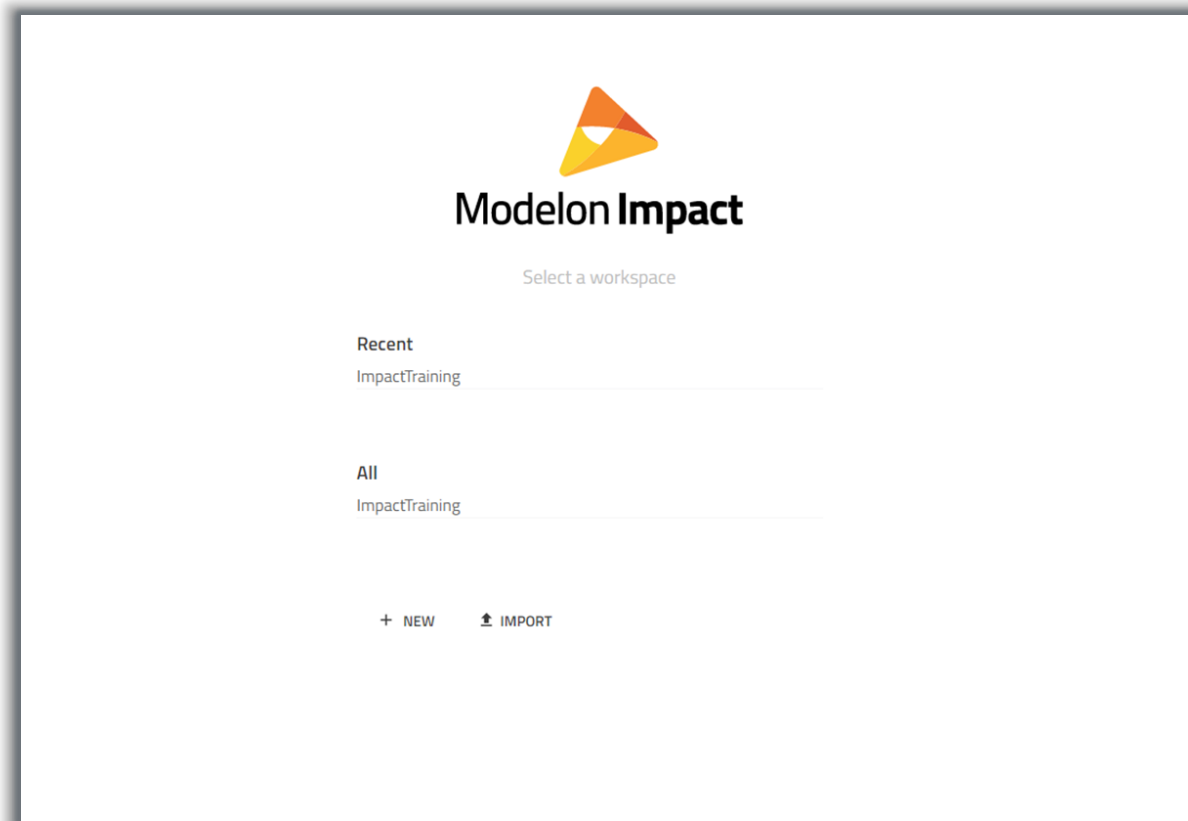 Modelon Impact
Select a workspace
Recent
ImpactTraining
All
ImpactTraining
+ NEW IMPORT